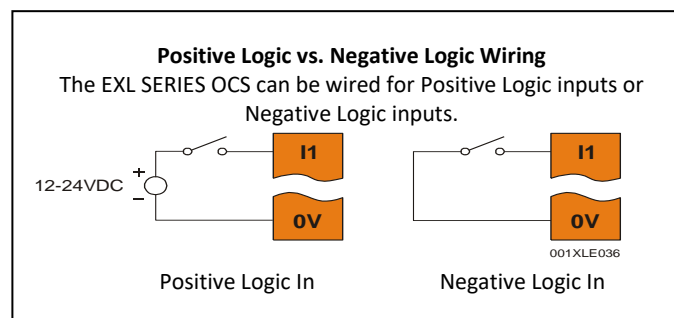 Positive Logic vs. Negative Logic Wiring
The EXL SERIES OCS can be wired for Positive Logic inputs or
Negative Logic inputs.
I1
I1
+
12-24VDC
–
0V
0V
001XLE036
Positive Logic In
Negative Logic In